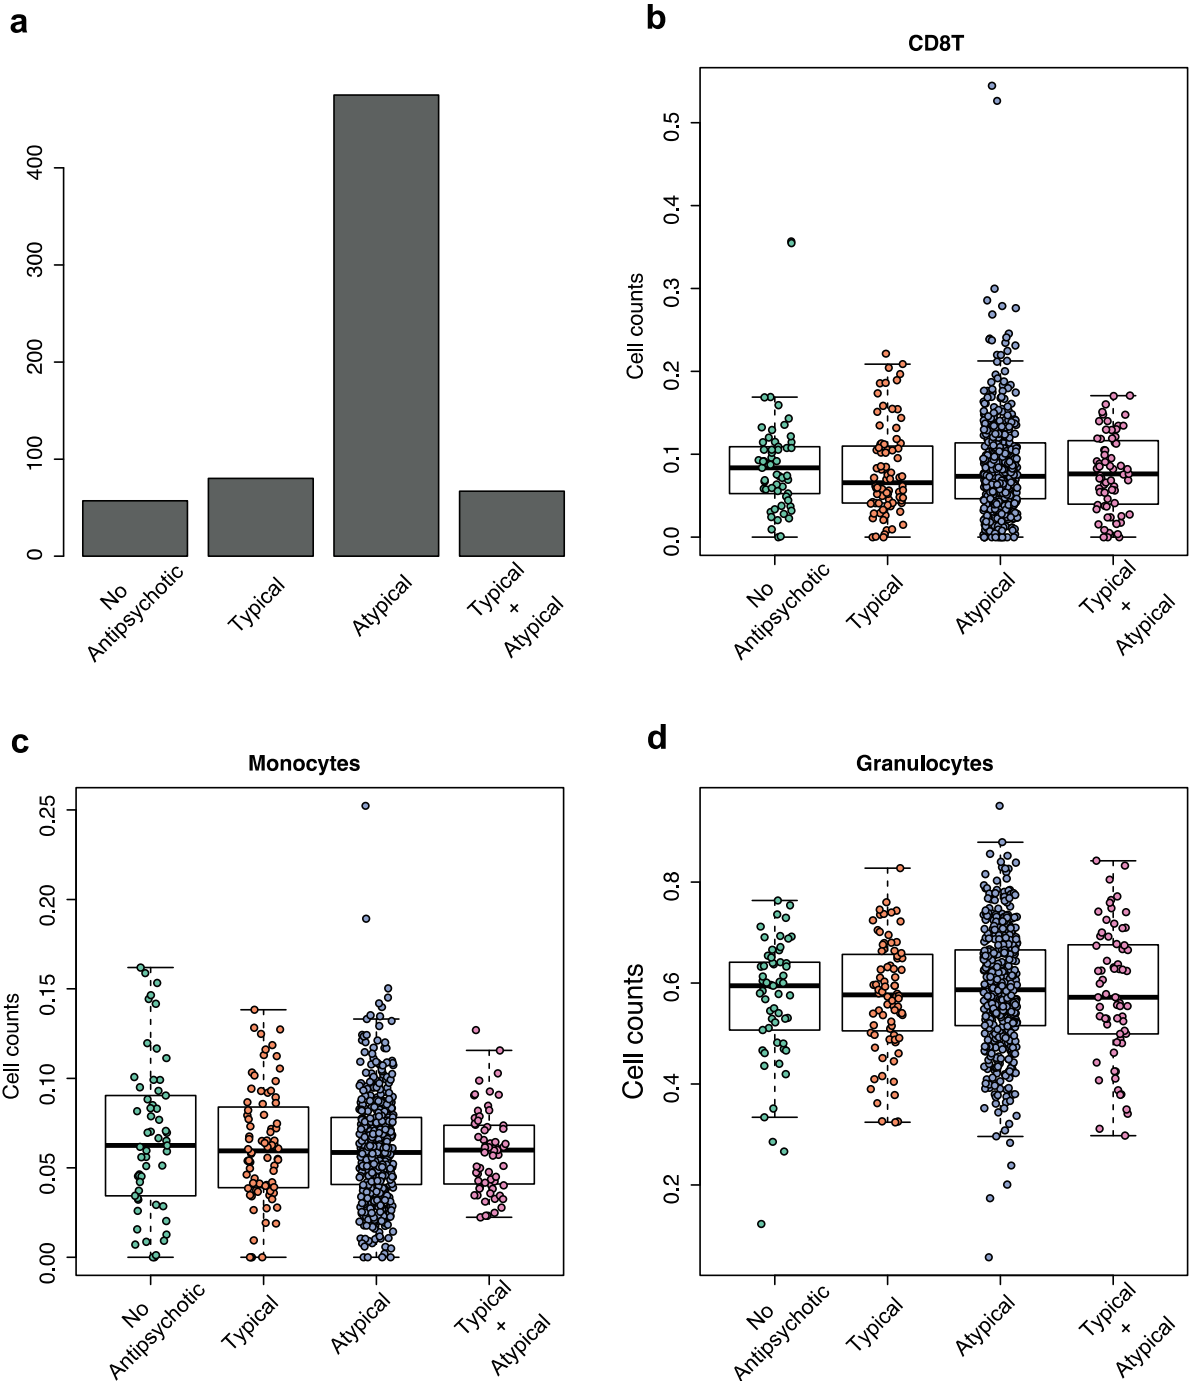 a
400
300
200
100
0
No
Antipsychotic
Typical
Atypical
Typical
+
Atypical
b
CD8T
Cell counts
0.5
0.4
0.3
0.2
0.1
0.0
No
Antipsychotic
Typical
Atypical
Typical
+
Atypical
c
Monocytes
Cell counts
0.25
0.20
0.15
0.10
0.05
0.00
No
Antipsychotic
Typical
Atypical
Typical
+
Atypical
d
Granulocytes
Cell counts
0.8
0.6
0.4
0.2
No
Antipsychotic
Typical
Atypical
Typical
+
Atypical